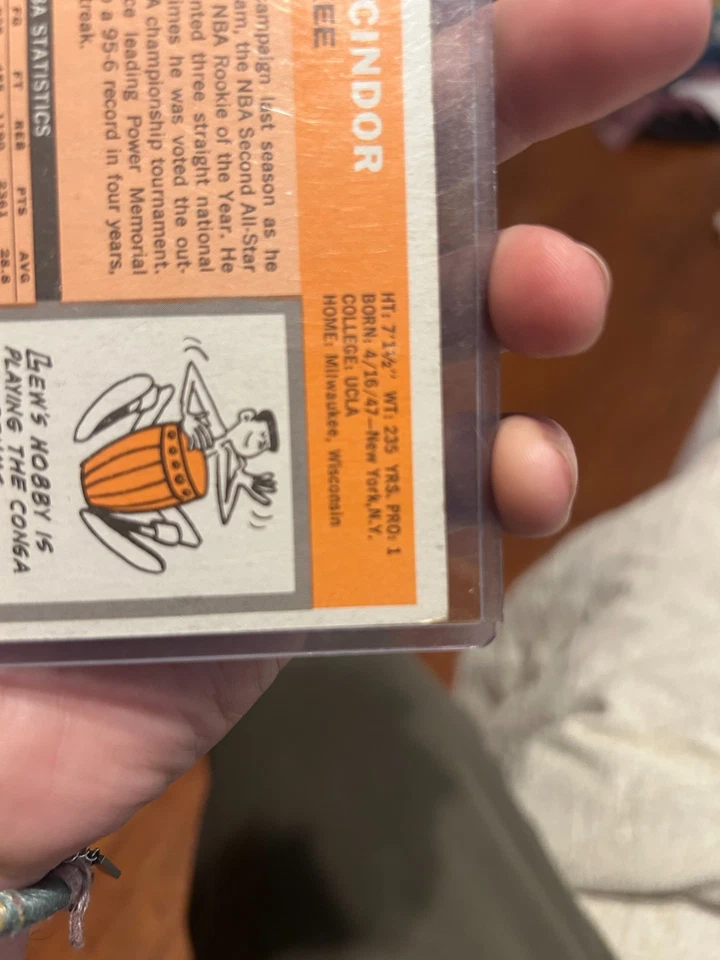 CINDOR
EE
HT: 7'1½" WT: 235 YRS. PRO: 1
BORN: 4/16/47—New York, N.Y.
COLLEGE: UCLA
HOME: Milwaukee, Wisconsin
ampaign last season as he
am, the NBA Second All-Star
NBA Rookie of the Year. He
nted three straight national
imes he was voted the out-
A championship tournament.
ce leading Power Memorial
a 95-6 record in four years,
treak.
BA STATISTICS
FG FT REB PTS AVG
2361 28.8
LEW'S HOBBY IS
PLAYING THE CONGA